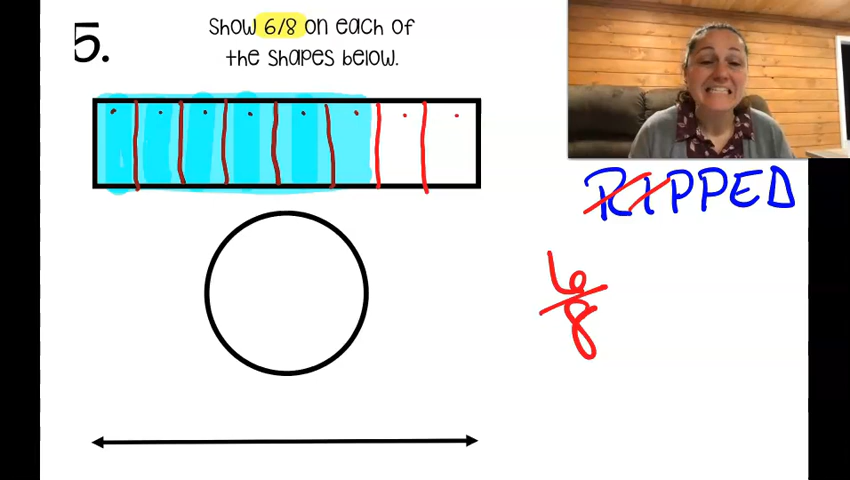 5.
Show 6/8 on each of
the shapes below.
RIPPED
6
8